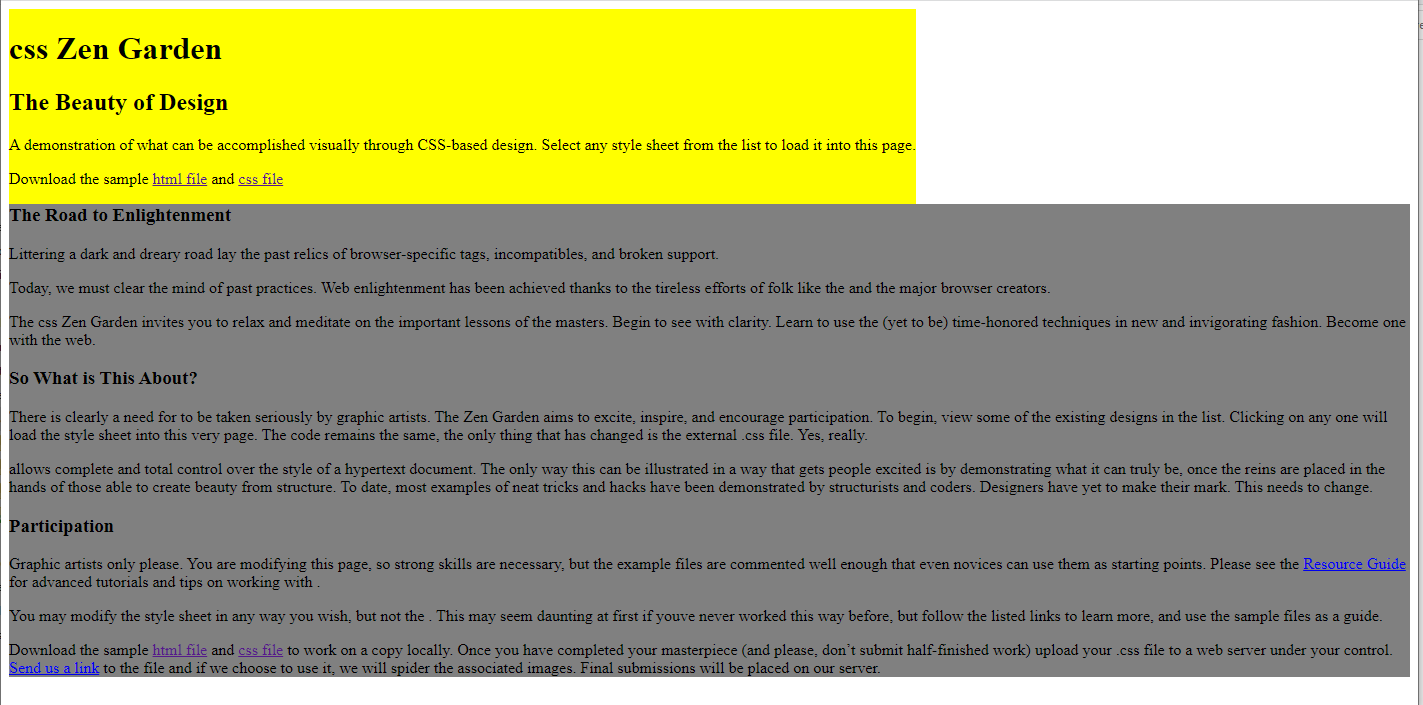 css Zen Garden
The Beauty of Design
A demonstration of what can be accomplished visually through CSS-based design. Select any style sheet from the list to load it into this page.
Download the sample html file and css file
The Road to Enlightenment
Littering a dark and dreary road lay the past relics of browser-specific tags, incompatibles, and broken support.
Today, we must clear the mind of past practices. Web enlightenment has been achieved thanks to the tireless efforts of folk like the and the major browser creators.
The css Zen Garden invites you to relax and meditate on the important lessons of the masters. Begin to see with clarity. Learn to use the (yet to be) time-honored techniques in new and invigorating fashion. Become one
with the web.
So What is This About?
There is clearly a need for to be taken seriously by graphic artists. The Zen Garden aims to excite, inspire, and encourage participation. To begin, view some of the existing designs in the list. Clicking on any one will
load the style sheet into this very page. The code remains the same, the only thing that has changed is the external .css file. Yes, really.
allows complete and total control over the style of a hypertext document. The only way this can be illustrated in a way that gets people excited is by demonstrating what it can truly be, once the reins are placed in the
hands of those able to create beauty from structure. To date, most examples of neat tricks and hacks have been demonstrated by structurists and coders. Designers have yet to make their mark. This needs to change.
Participation
Graphic artists only please. You are modifying this page, so strong skills are necessary, but the example files are commented well enough that even novices can use them as starting points. Please see the Resource Guide
for advanced tutorials and tips on working with .
You may modify the style sheet in any way you wish, but not the . This may seem daunting at first if youve never worked this way before, but follow the listed links to learn more, and use the sample files as a guide.
Download the sample html file and css file to work on a copy locally. Once you have completed your masterpiece (and please, don’t submit half-finished work) upload your .css file to a web server under your control.
Send us a link to the file and if we choose to use it, we will spider the associated images. Final submissions will be placed on our server.